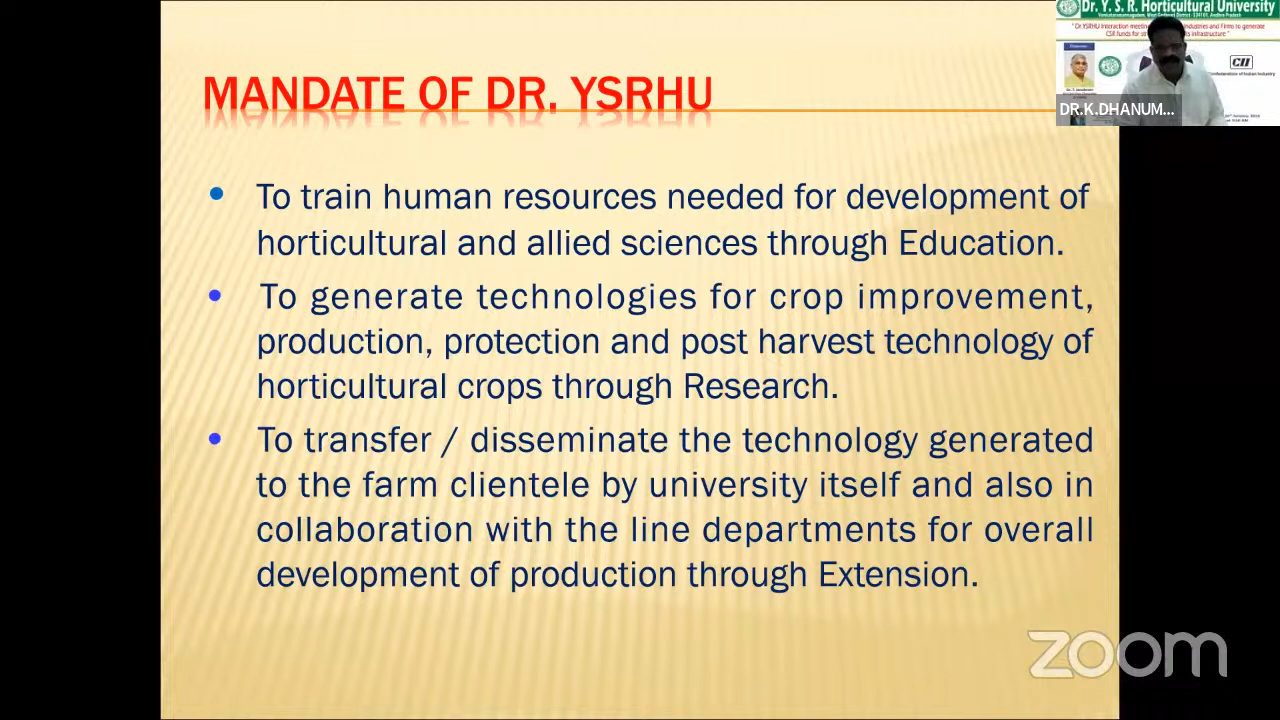 Dr. Y. S. R. Horticultural University
MANDATE OF DR. YSRHU
CII
DR.K.DHANUM...
• To train human resources needed for development of
horticultural and allied sciences through Education.
• To generate technologies for crop improvement,
production, protection and post harvest technology of
horticultural crops through Research.
• To transfer / disseminate the technology generated
to the farm clientele by university itself and also in
collaboration with the line departments for overall
development of production through Extension.
zoom